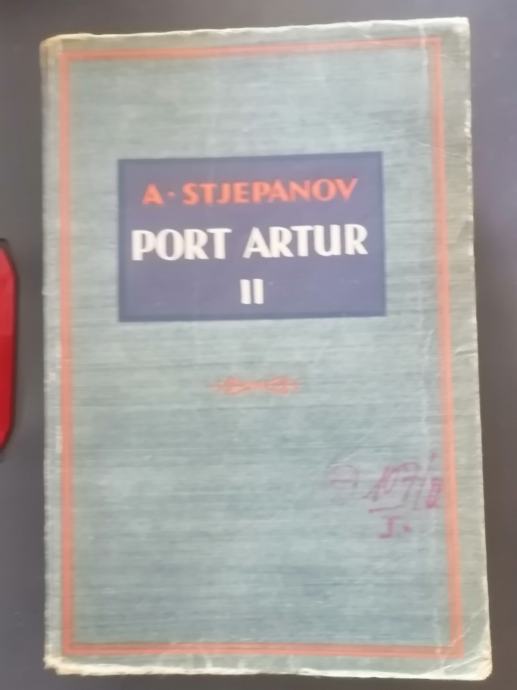 A · STJEPANOV
PORT ARTUR
II
I.